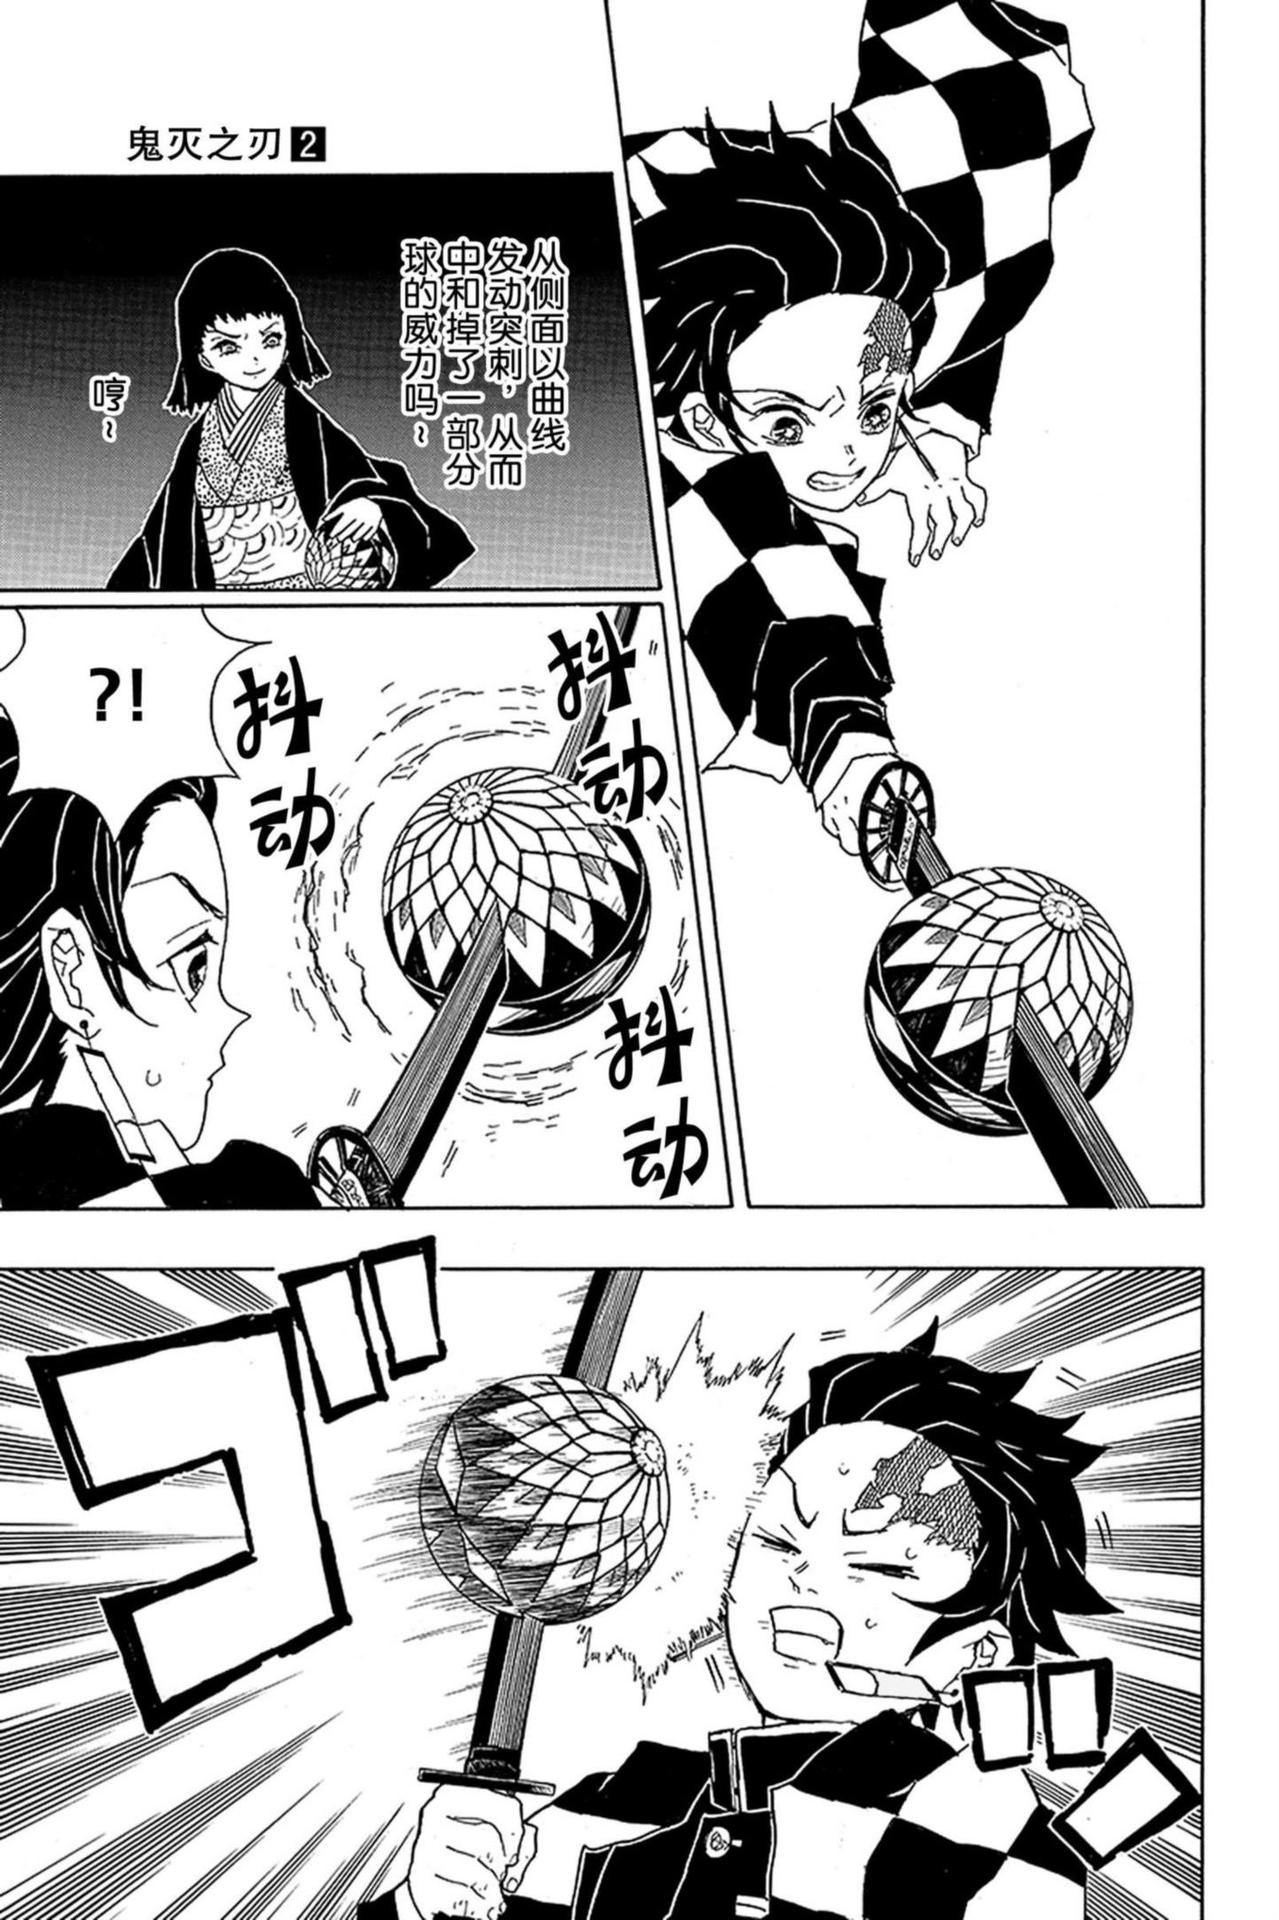 鬼灭之刃2
从侧面以曲线
发动突刺，从而
中和掉了一部分
球的威力吗~
哼~
抖动
抖动
?!
抖动
ゴッ